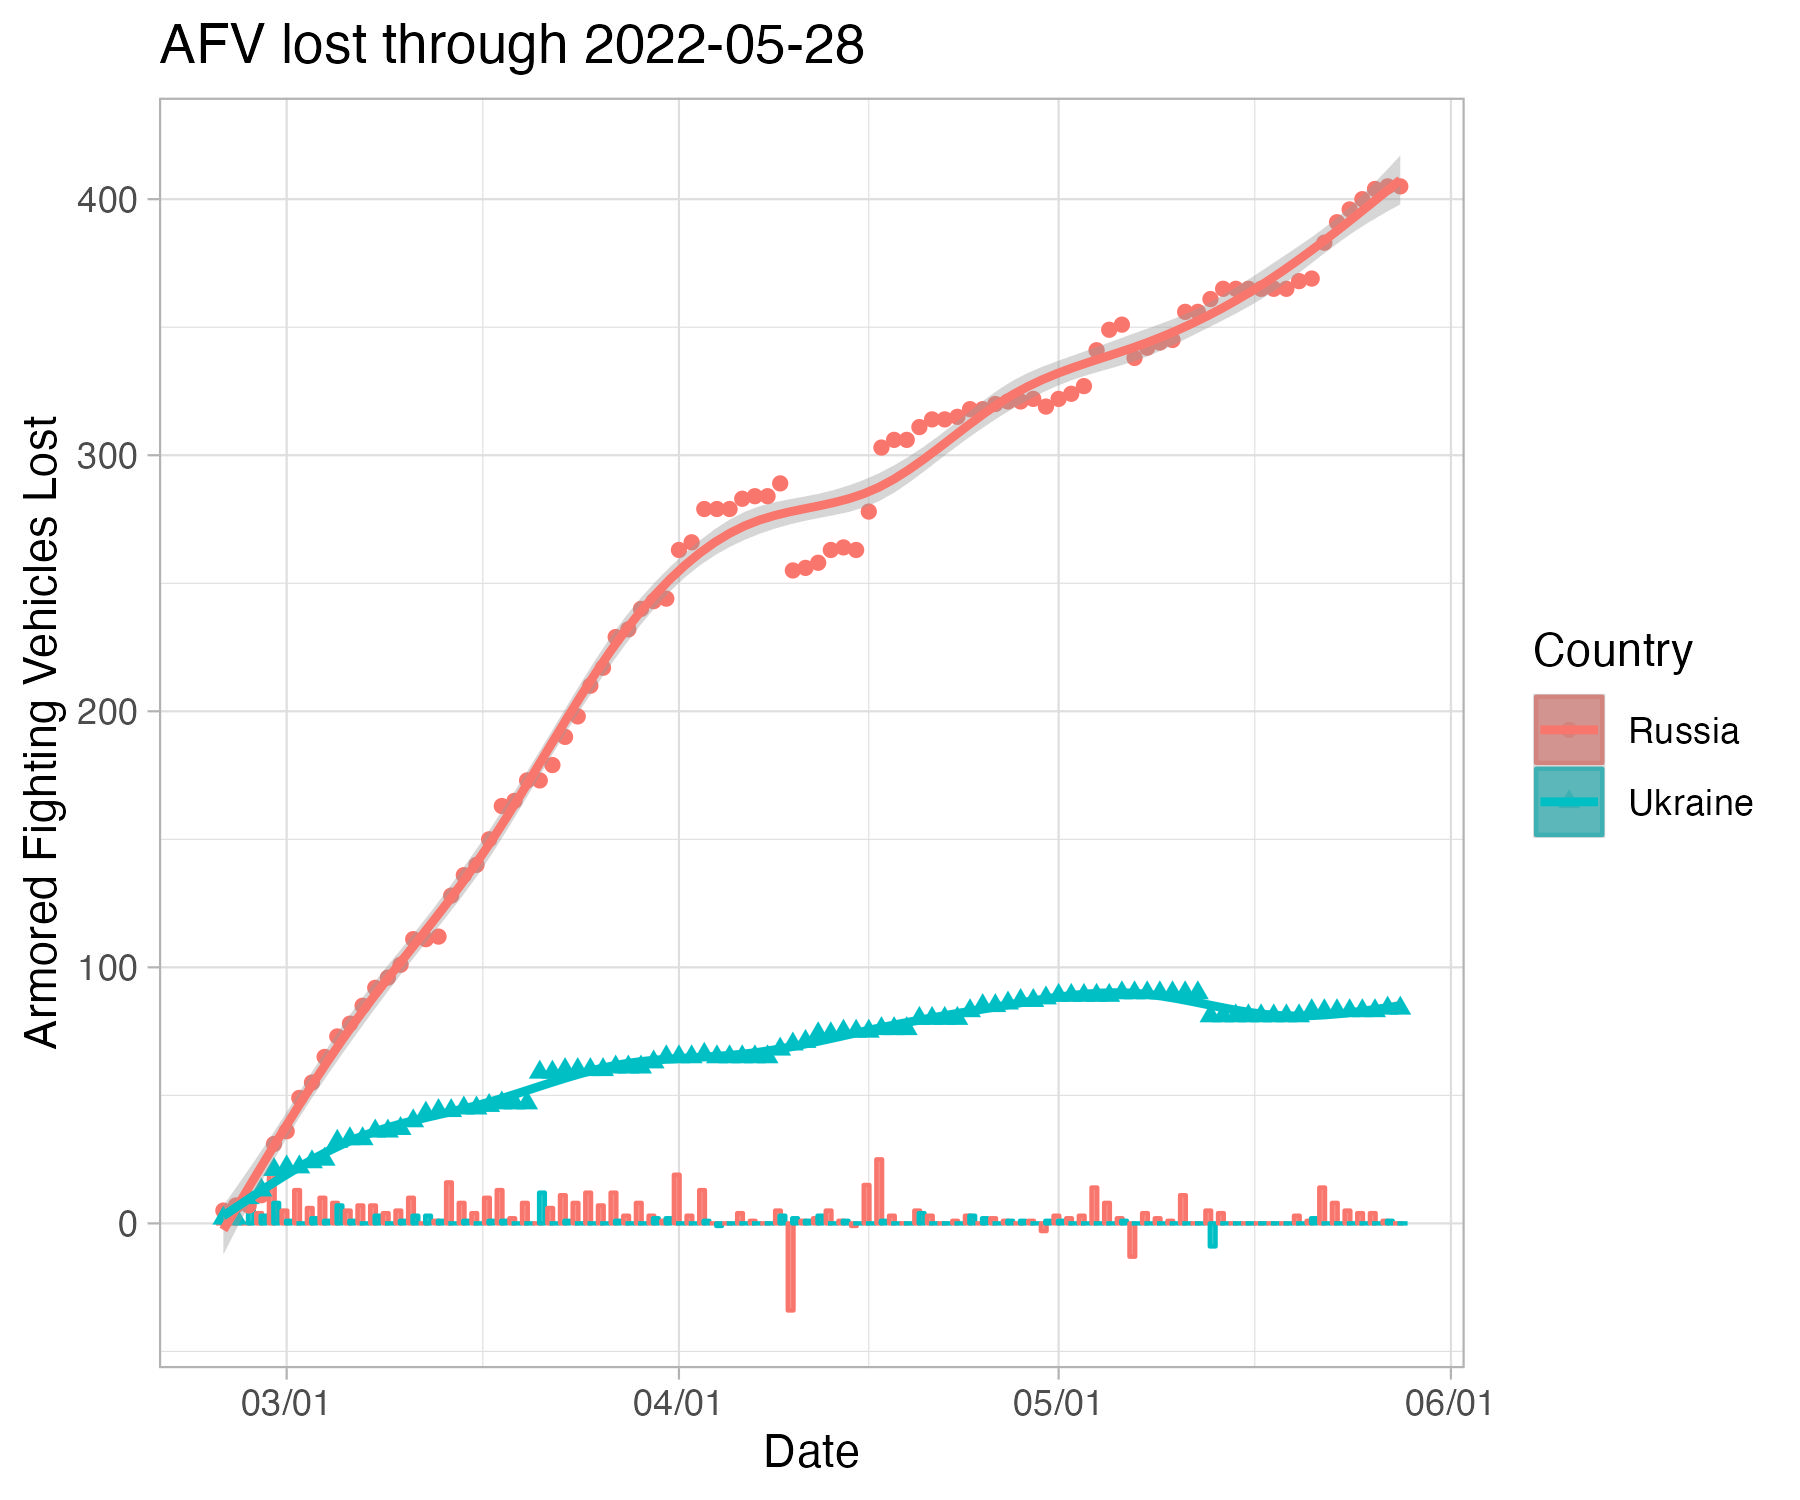 AFV lost through 2022-05-28
Armored Fighting Vehicles Lost
400
300
200
100
0
03/01
04/01
05/01
06/01
Date
Country
Russia
Ukraine